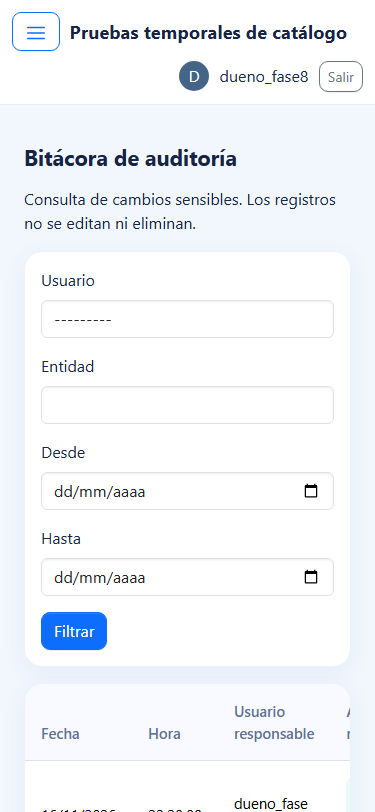 Pruebas temporales de catálogo
D dueno_fase8 Salir
Bitácora de auditoría
Consulta de cambios sensibles. Los registros
no se editan ni eliminan.
Usuario
---------
Entidad
Desde
dd/mm/aaaa
Hasta
dd/mm/aaaa
Filtrar
Fecha Hora Usuario
responsable
dueno_fase